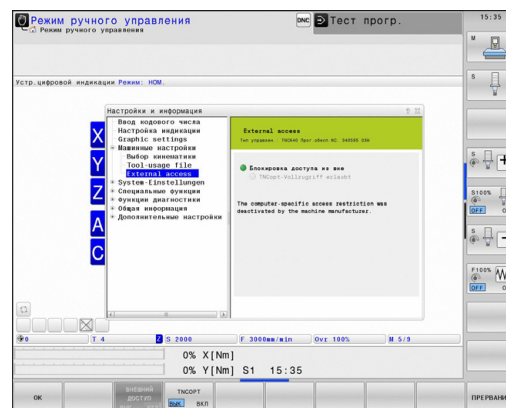 Режим ручного управления
Режим ручного управления
DNC
Тест прогр.
15:35
Устр.цифровой индикации Режим: НОМ.
Настройки и информация
Ввод кодового числа
Настройка индикации
Graphic settings
Машинные настройки
Выбор кинематики
Tool-usage file
External access
System-Einstellungen
Специальные функции
Функции диагностики
Общая информация
Дополнительные настройки
External access
Блокировка доступа из вне
TNCopt-Vollzugriff erlaubt
The computer-specific access restriction was
deactivated by the machine manufacturer.
X
Y
Z
A
C
M
S
S
S100%
OFF
S
F100% W
OFF
0
T 4
Z S 2000
F 3000mm/min
Ovr 100%
M 5/9
0% X[Nm]
0% Y[Nm] S1 15:35
ОК
ВНЕШНИЙ
ДОСТУП
TNCOPT
ВЫК ВКЛ
ПРЕРВАНИ